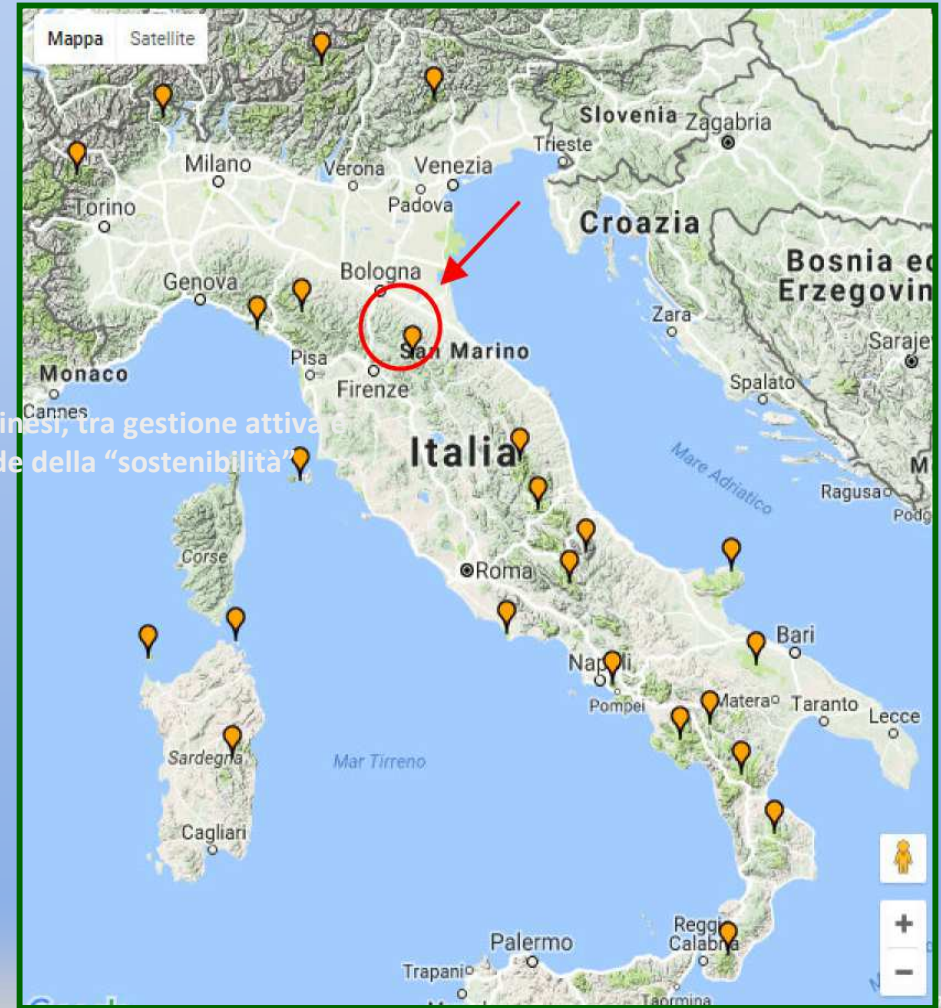 Mappa Satellite
Slovenia
Zagabria
Trieste
Milano
Verona
Venezia
Padova
Torino
Croazia
Bologna
Bosnia ed
Erzegovin
Genova
Zara
Saraje
San Marino
Pisa
Monaco
Firenze
Spalato
Cannes
inesi, tra gestione attiva e
de della “sostenibilità”
Italia
Mare Adriatico
M
Ragusa
Podg
Corse
Roma
Bari
Napoli
Pompei
Matera
Taranto
Lecce
Sardegna
Mar Tirreno
Cagliari
Reggio
Calabria
Palermo
Trapani
Taormina
+
−